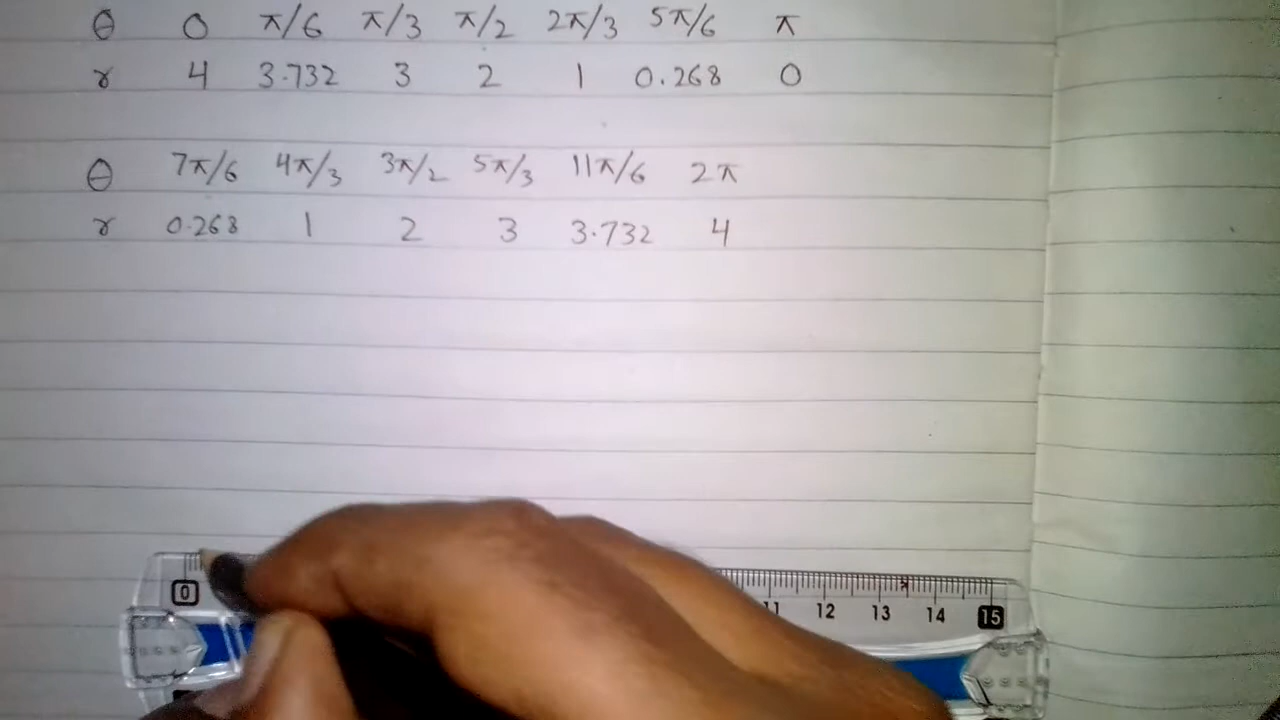 θ 0 π/6 π/3 π/2 2π/3 5π/6 π
r 4 3.732 3 2 1 0.268 0
θ 7π/6 4π/3 3π/2 5π/3 11π/6 2π
r 0.268 1 2 3 3.732 4
0 11 12 13 14 15